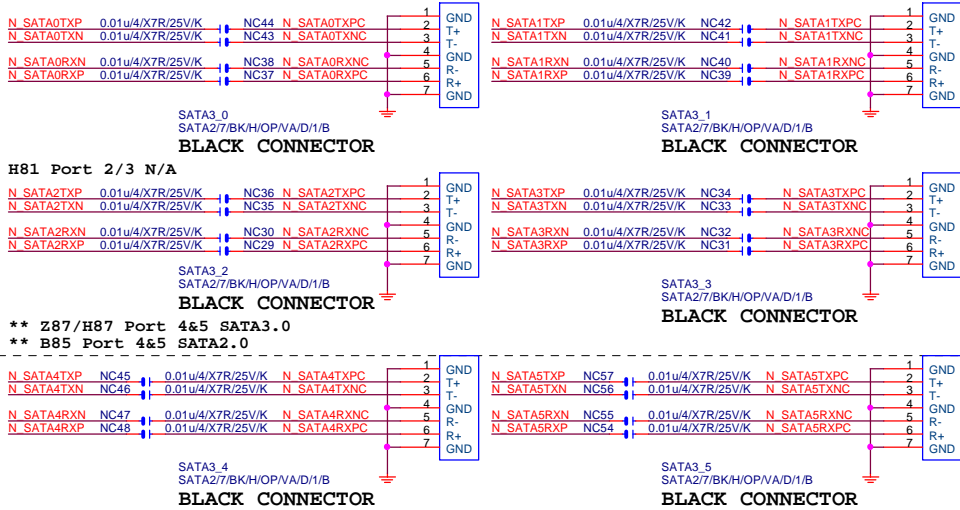 N_SATA0TXP 0.01u/4/X7R/25V/K NC44 N_SATA0TXPC
N_SATA0TXN 0.01u/4/X7R/25V/K NC43 N_SATA0TXNC
N_SATA0RXN 0.01u/4/X7R/25V/K NC38 N_SATA0RXNC
N_SATA0RXP 0.01u/4/X7R/25V/K NC37 N_SATA0RXPC
1 GND
2 T+
3 T-
4 GND
5 R-
6 R+
7 GND
SATA3_0
SATA2/7/BK/H/OP/VA/D/1/B
BLACK CONNECTOR
N_SATA1TXP 0.01u/4/X7R/25V/K NC42 N_SATA1TXPC
N_SATA1TXN 0.01u/4/X7R/25V/K NC41 N_SATA1TXNC
N_SATA1RXN 0.01u/4/X7R/25V/K NC40 N_SATA1RXNC
N_SATA1RXP 0.01u/4/X7R/25V/K NC39 N_SATA1RXPC
1 GND
2 T+
3 T-
4 GND
5 R-
6 R+
7 GND
SATA3_1
SATA2/7/BK/H/OP/VA/D/1/B
BLACK CONNECTOR
H81 Port 2/3 N/A
N_SATA2TXP 0.01u/4/X7R/25V/K NC36 N_SATA2TXPC
N_SATA2TXN 0.01u/4/X7R/25V/K NC35 N_SATA2TXNC
N_SATA2RXN 0.01u/4/X7R/25V/K NC30 N_SATA2RXNC
N_SATA2RXP 0.01u/4/X7R/25V/K NC29 N_SATA2RXPC
1 GND
2 T+
3 T-
4 GND
5 R-
6 R+
7 GND
SATA3_2
SATA2/7/BK/H/OP/VA/D/1/B
BLACK CONNECTOR
N_SATA3TXP 0.01u/4/X7R/25V/K NC34 N_SATA3TXPC
N_SATA3TXN 0.01u/4/X7R/25V/K NC33 N_SATA3TXNC
N_SATA3RXN 0.01u/4/X7R/25V/K NC32 N_SATA3RXNC
N_SATA3RXP 0.01u/4/X7R/25V/K NC31 N_SATA3RXPC
1 GND
2 T+
3 T-
4 GND
5 R-
6 R+
7 GND
SATA3_3
SATA2/7/BK/H/OP/VA/D/1/B
BLACK CONNECTOR
** Z87/H87 Port 4&5 SATA3.0
** B85 Port 4&5 SATA2.0
N_SATA4TXP NC45 0.01u/4/X7R/25V/K N_SATA4TXPC
N_SATA4TXN NC46 0.01u/4/X7R/25V/K N_SATA4TXNC
N_SATA4RXN NC47 0.01u/4/X7R/25V/K N_SATA4RXNC
N_SATA4RXP NC48 0.01u/4/X7R/25V/K N_SATA4RXPC
1 GND
2 T+
3 T-
4 GND
5 R-
6 R+
7 GND
SATA3_4
SATA2/7/BK/H/OP/VA/D/1/B
BLACK CONNECTOR
N_SATA5TXP NC57 0.01u/4/X7R/25V/K N_SATA5TXPC
N_SATA5TXN NC56 0.01u/4/X7R/25V/K N_SATA5TXNC
N_SATA5RXN NC55 0.01u/4/X7R/25V/K N_SATA5RXNC
N_SATA5RXP NC54 0.01u/4/X7R/25V/K N_SATA5RXPC
1 GND
2 T+
3 T-
4 GND
5 R-
6 R+
7 GND
SATA3_5
SATA2/7/BK/H/OP/VA/D/1/B
BLACK CONNECTOR